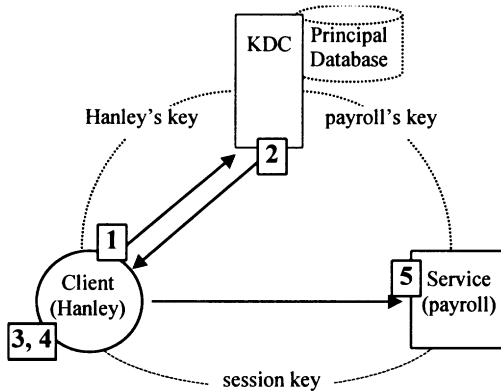 KDC
Principal
Database
Hanley's key
payroll's key
2
1
Client
(Hanley)
3, 4
5
Service
(payroll)
session key